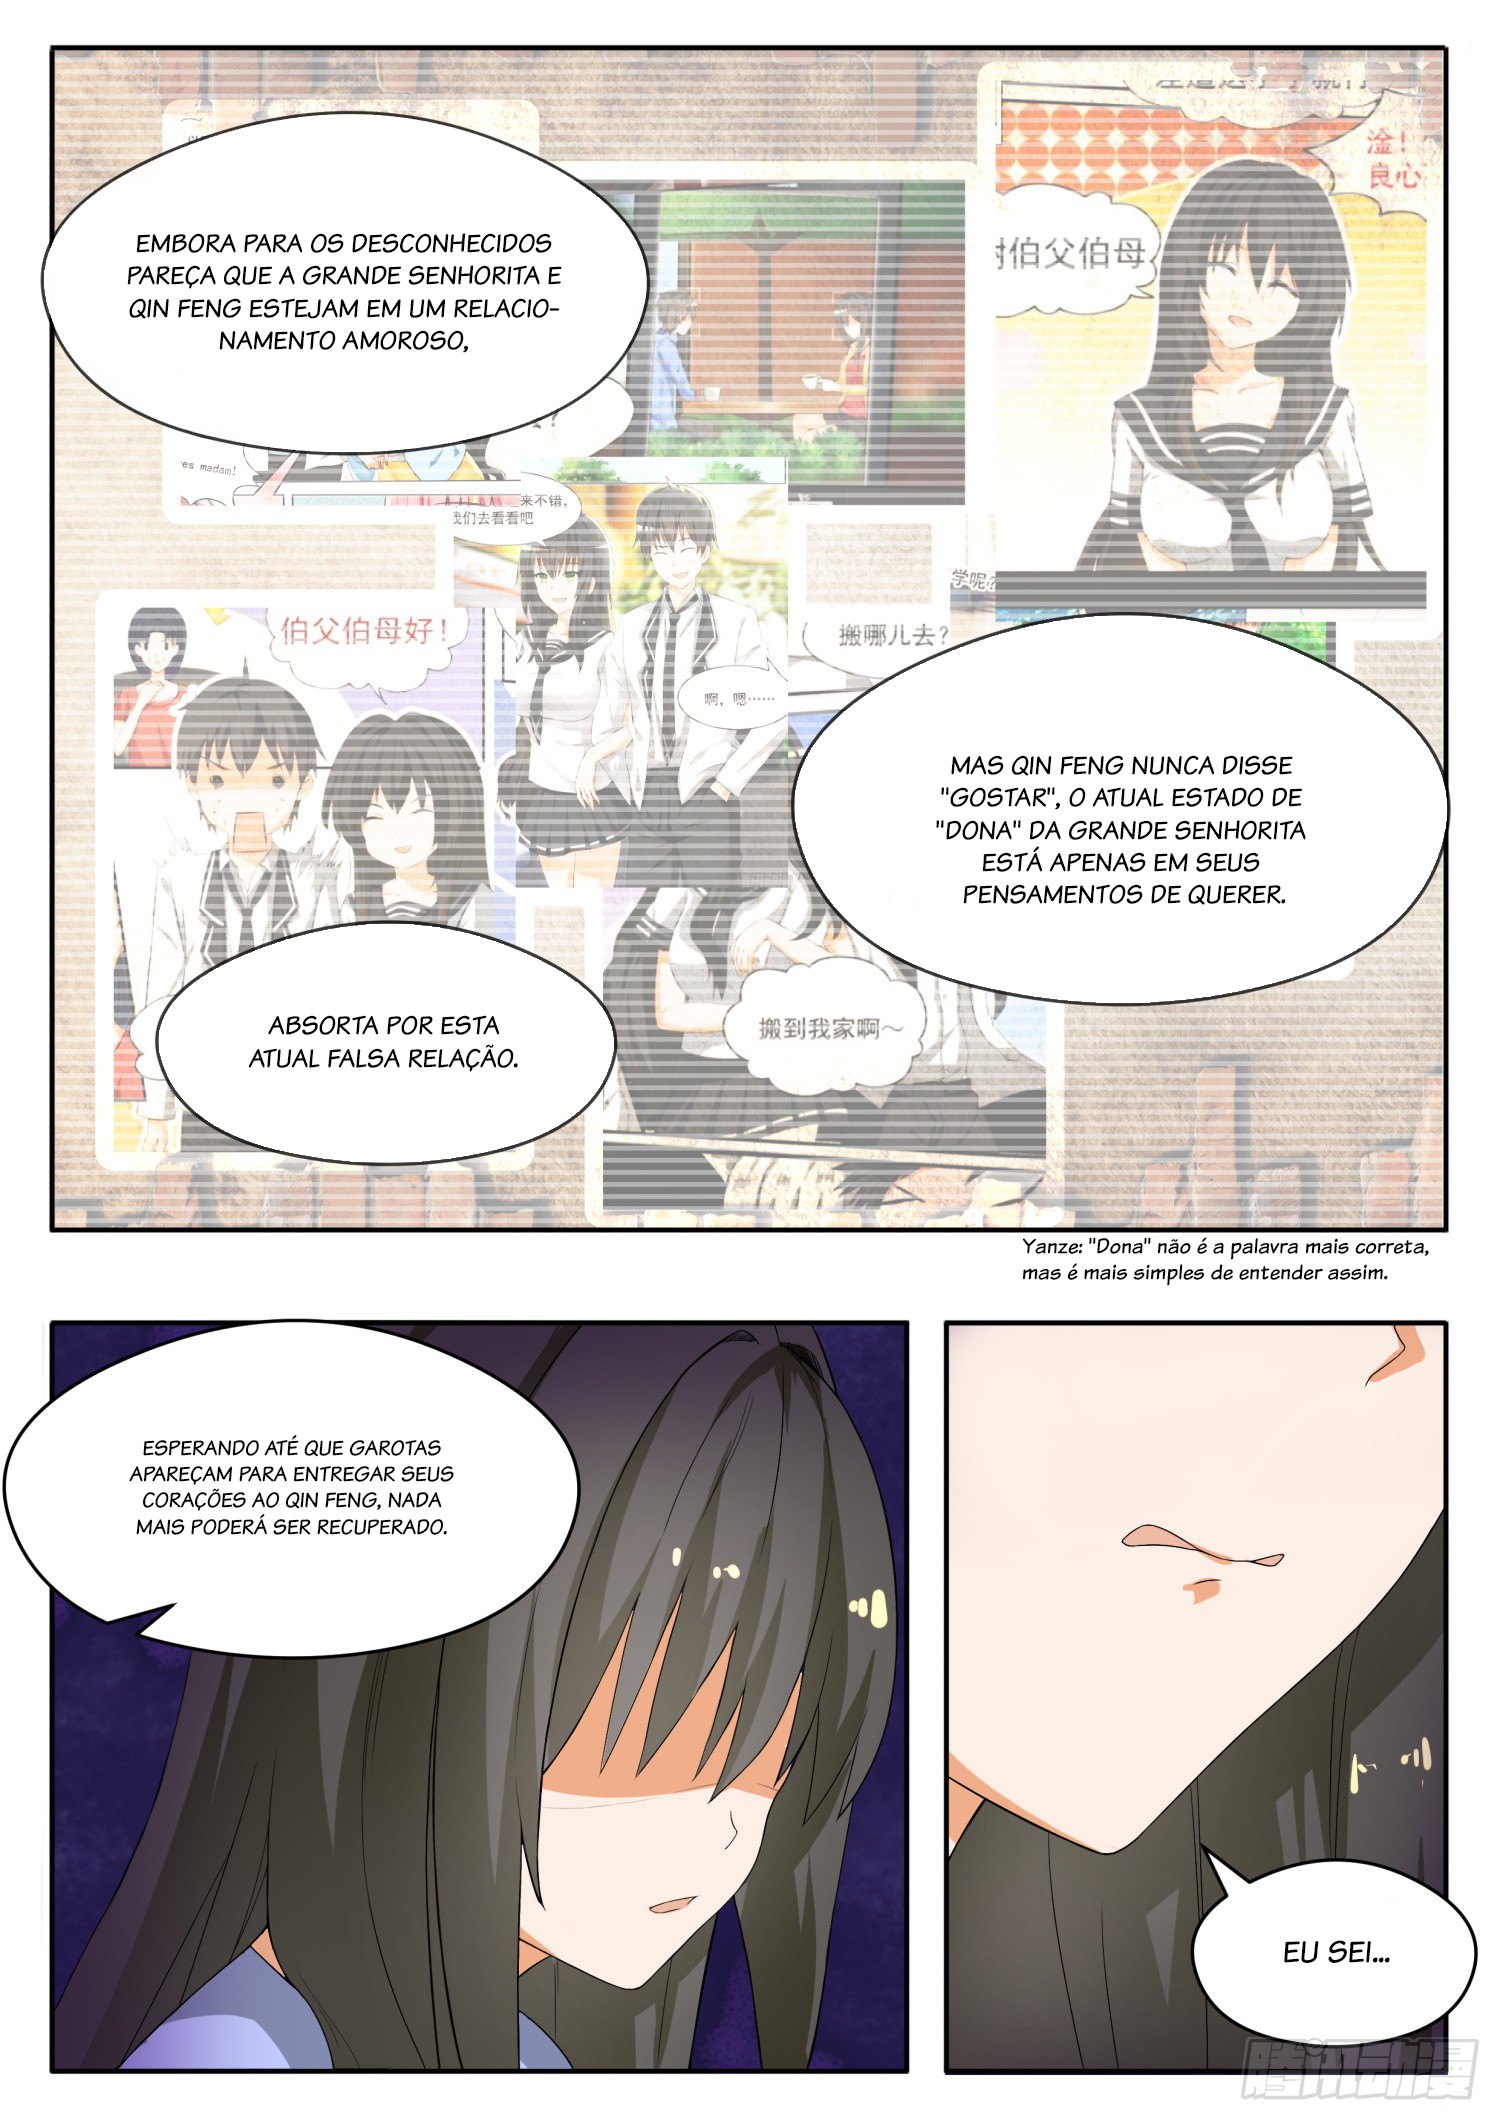 EMBORA PARA OS DESCONHECIDOS
PAREÇA QUE A GRANDE SENHORITA E
QIN FENG ESTEJAM EM UM RELACIO-
NAMENTO AMOROSO,
淦!
良心
伯父伯母
es madam!
来不错,
我们去看看吧
学呢?
伯父伯母好!
搬哪儿去?
啊, 嗯……
MAS QIN FENG NUNCA DISSE
"GOSTAR", O ATUAL ESTADO DE
"DONA" DA GRANDE SENHORITA
ESTÁ APENAS EM SEUS
PENSAMENTOS DE QUERER.
ABSORTA POR ESTA
ATUAL FALSA RELAÇÃO.
搬到我家啊~
Yanze: "Dona" não é a palavra mais correta,
mas é mais simples de entender assim.
ESPERANDO ATÉ QUE GAROTAS
APAREÇAM PARA ENTREGAR SEUS
CORAÇÕES AO QIN FENG, NADA
MAIS PODERÁ SER RECUPERADO.
EU SEI...
腾讯动漫